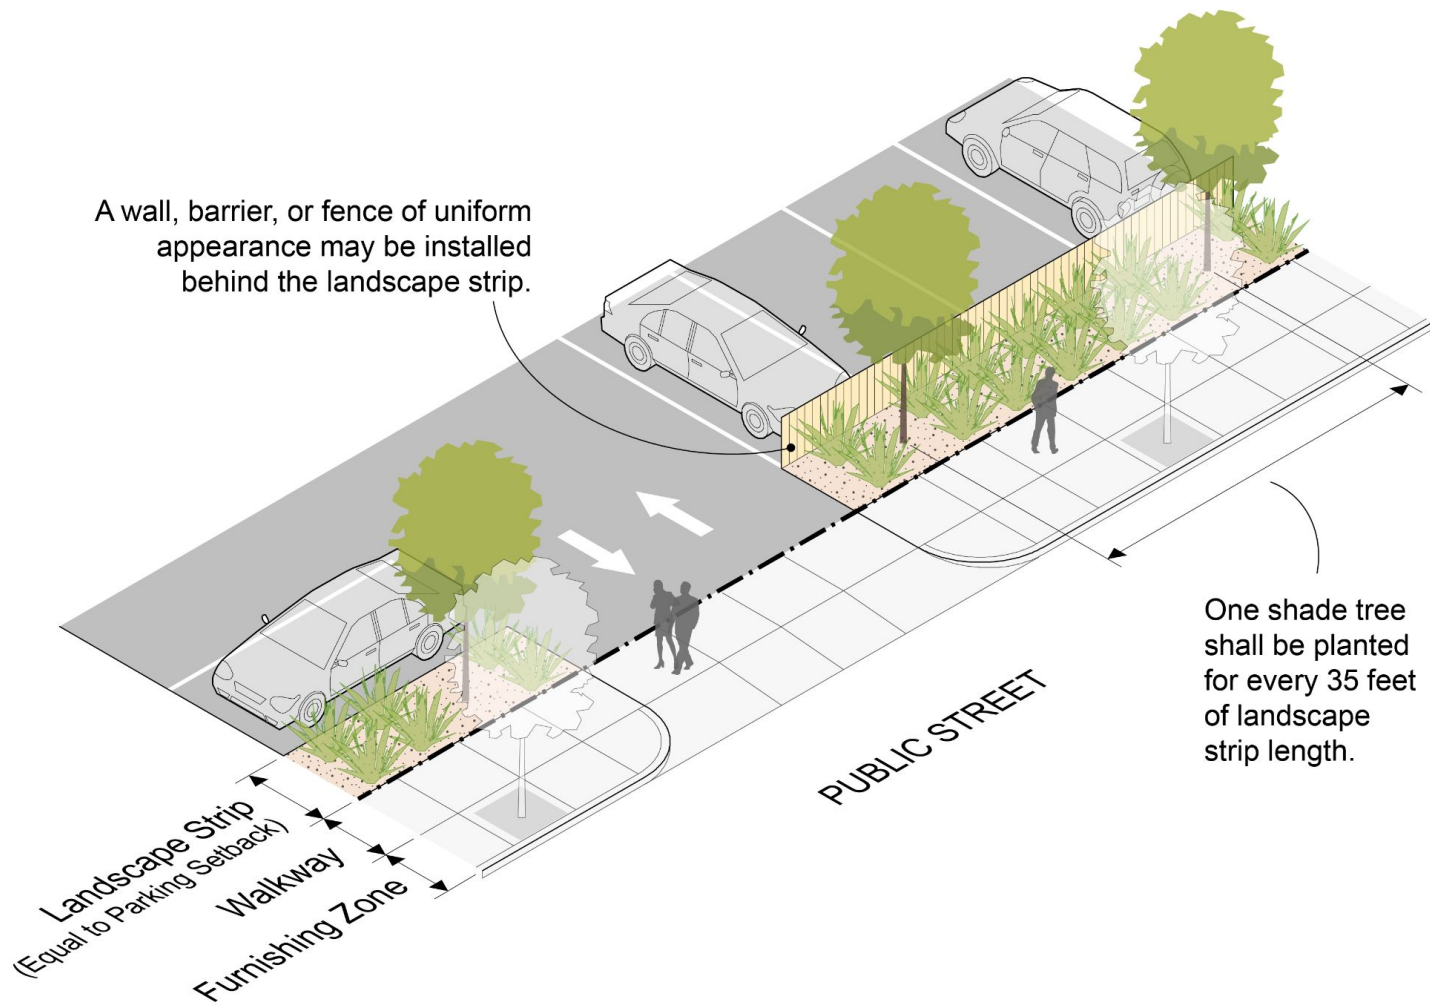 A wall, barrier, or fence of uniform
appearance may be installed
behind the landscape strip.
One shade tree
shall be planted
for every 35 feet
of landscape
strip length.
PUBLIC STREET
Landscape Strip
(Equal to Parking Setback)
Walkway
Furnishing Zone